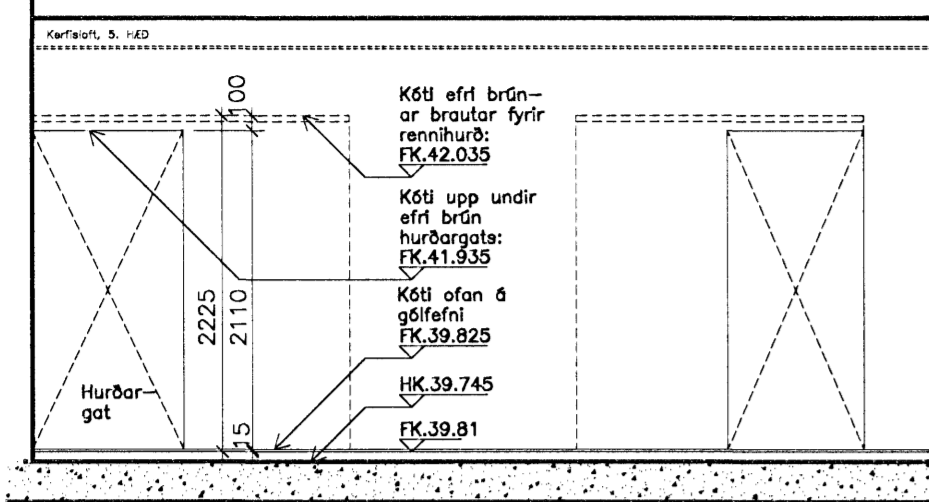 Kerfisloft, 5. HÆD
100
Kóti efri brún-
ar brautar fyrir
rennihurð:
FK.42.035
Kóti upp undir
efri brún
hurðargats:
FK.41.935
2225
2110
Kóti ofan á
gólfefni
FK.39.825
Hurðar-
gat
HK.39.745
15
FK.39.81